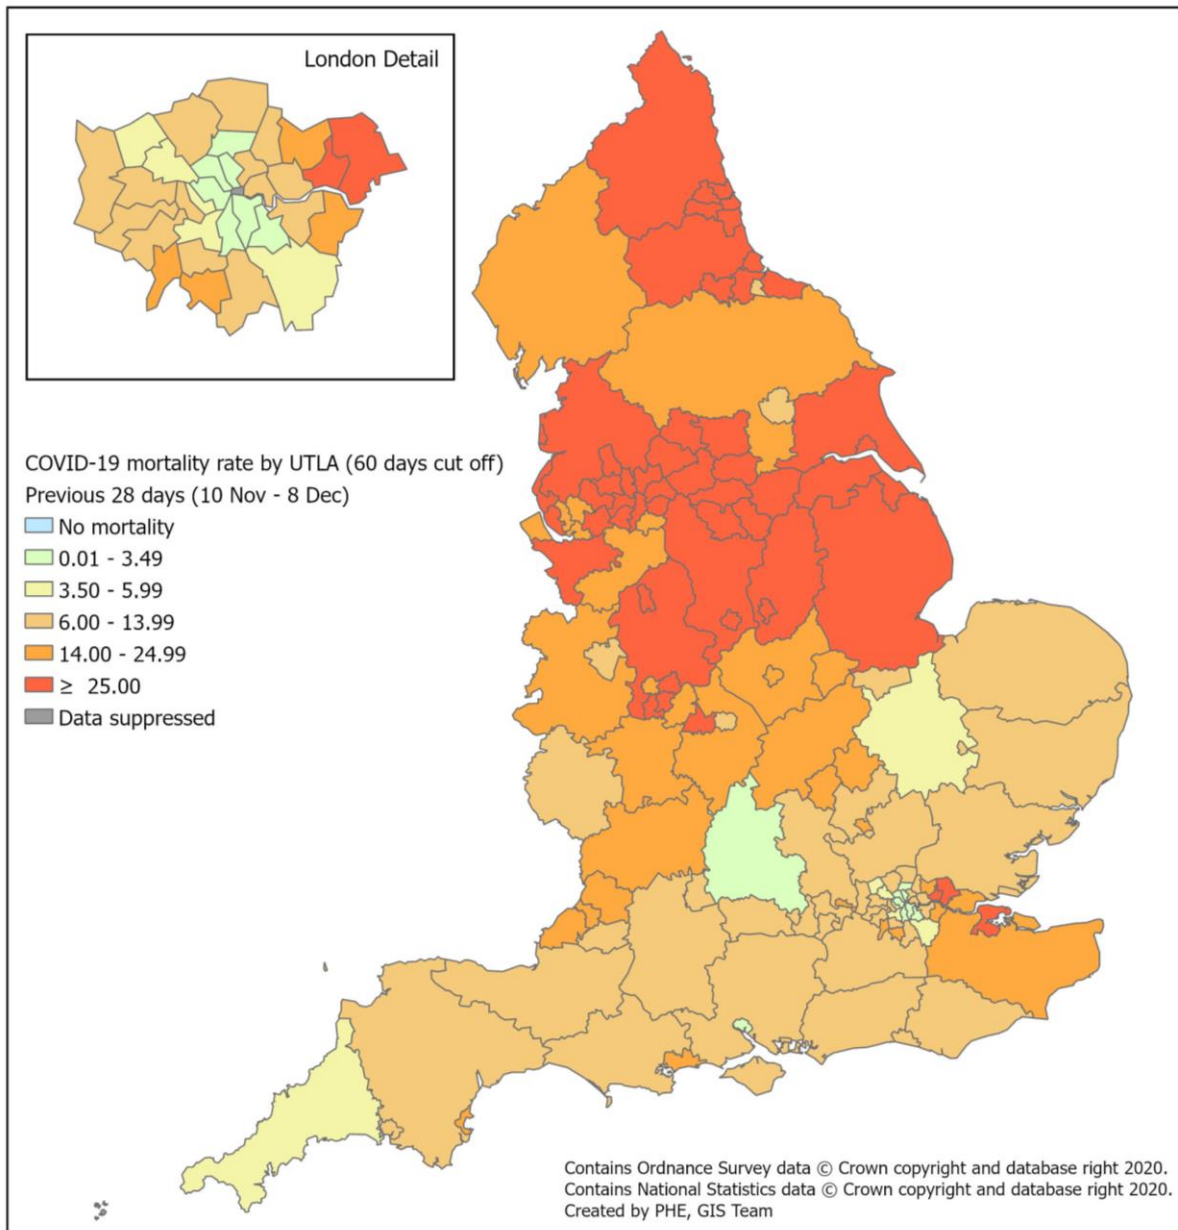 London Detail
COVID-19 mortality rate by UTLA (60 days cut off)
Previous 28 days (10 Nov - 8 Dec)
No mortality
0.01 - 3.49
3.50 - 5.99
6.00 - 13.99
14.00 - 24.99
≥ 25.00
Data suppressed
Contains Ordnance Survey data © Crown copyright and database right 2020.
Contains National Statistics data © Crown copyright and database right 2020.
Created by PHE, GIS Team